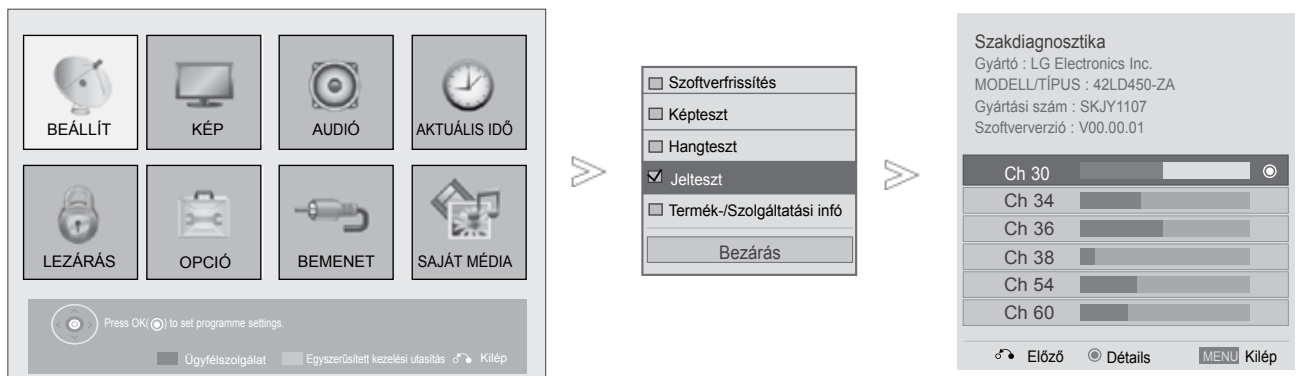 BEÁLLÍT
KÉP
AUDIÓ
AKTUÁLIS IDŐ
LEZÁRÁS
OPCIÓ
BEMENET
SAJÁT MÉDIA
Press OK(◉) to set programme settings.
Ügyfélszolgálat Egyszerűsített kezelési utasítás Kilép
Szoftverfrissítés
Képteszt
Hangteszt
Jelteszt
Termék-/Szolgáltatási infó
Bezárás
Szakdiagnosztika
Gyártó : LG Electronics Inc.
MODELL/TÍPUS : 42LD450-ZA
Gyártási szám : SKJY1107
Szoftververzió : V00.00.01
Ch 30
Ch 34
Ch 36
Ch 38
Ch 54
Ch 60
Előző ◉ Détails MENU Kilép